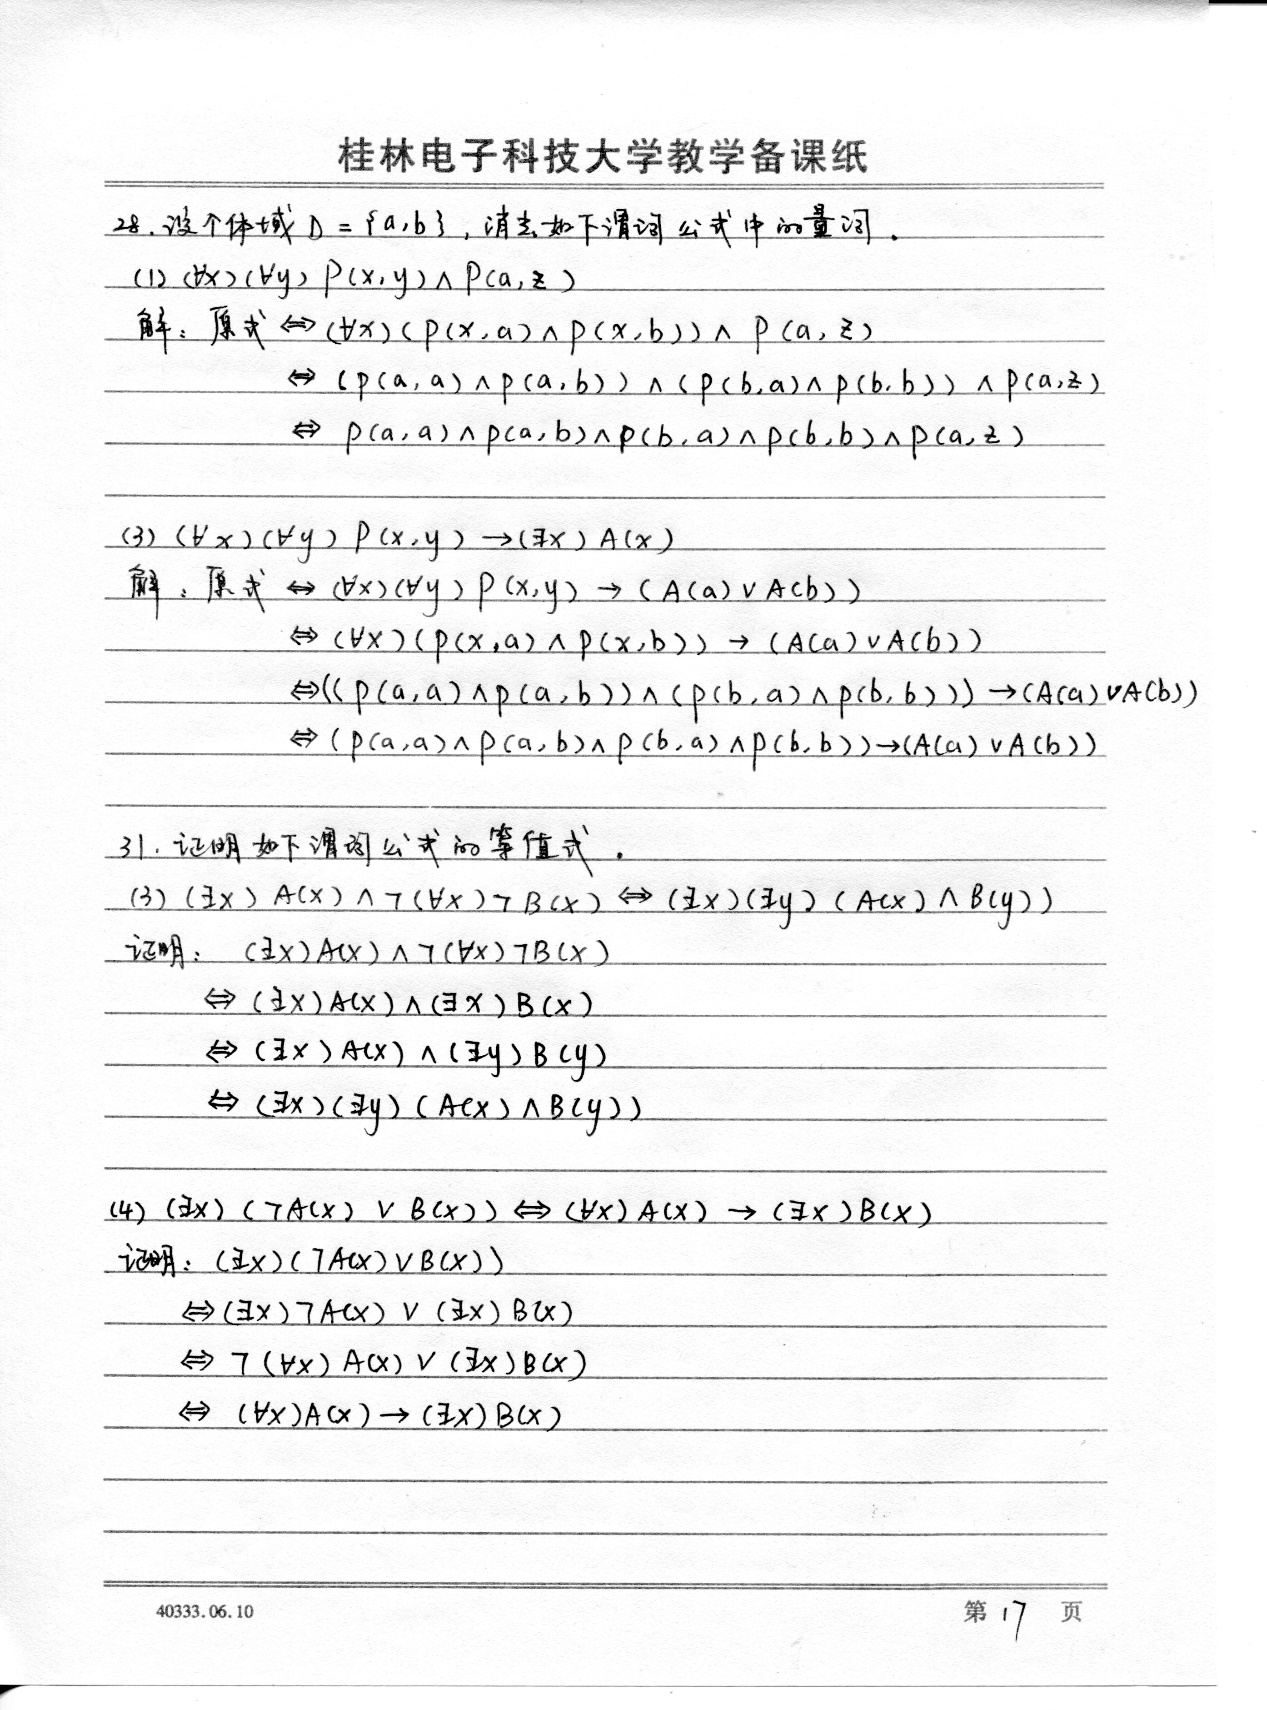 桂林电子科技大学教学备课纸
28.设个体域D={a,b},消去如下谓词公式中的量词.
(1)(∀x)(∀y)P(x,y)∧P(a,z)
解:原式⇔(∀x)(P(x,a)∧P(x,b))∧P(a,z)
⇔(P(a,a)∧P(a,b))∧(P(b,a)∧P(b,b))∧P(a,z)
⇔P(a,a)∧P(a,b)∧P(b,a)∧P(b,b)∧P(a,z)
(3)(∀x)(∀y)P(x,y)→(∃x)A(x)
解:原式⇔(∀x)(∀y)P(x,y)→(A(a)∨A(b))
⇔(∀x)(P(x,a)∧P(x,b))→(A(a)∨A(b))
⇔((P(a,a)∧P(a,b))∧(P(b,a)∧P(b,b)))→(A(a)∨A(b))
⇔(P(a,a)∧P(a,b)∧P(b,a)∧P(b,b))→(A(a)∨A(b))
31.证明如下谓词公式的等值式.
(3)(∃x)A(x)∧¬(∀x)¬B(x)⇔(∃x)(∃y)(A(x)∧B(y))
证明:(∃x)A(x)∧¬(∀x)¬B(x)
⇔(∃x)A(x)∧(∃x)B(x)
⇔(∃x)A(x)∧(∃y)B(y)
⇔(∃x)(∃y)(A(x)∧B(y))
(4)(∃x)(¬A(x)∨B(x))⇔(∀x)A(x)→(∃x)B(x)
证明:(∃x)(¬A(x)∨B(x))
⇔(∃x)¬A(x)∨(∃x)B(x)
⇔¬(∀x)A(x)∨(∃x)B(x)
⇔(∀x)A(x)→(∃x)B(x)
40333.06.10 第17页